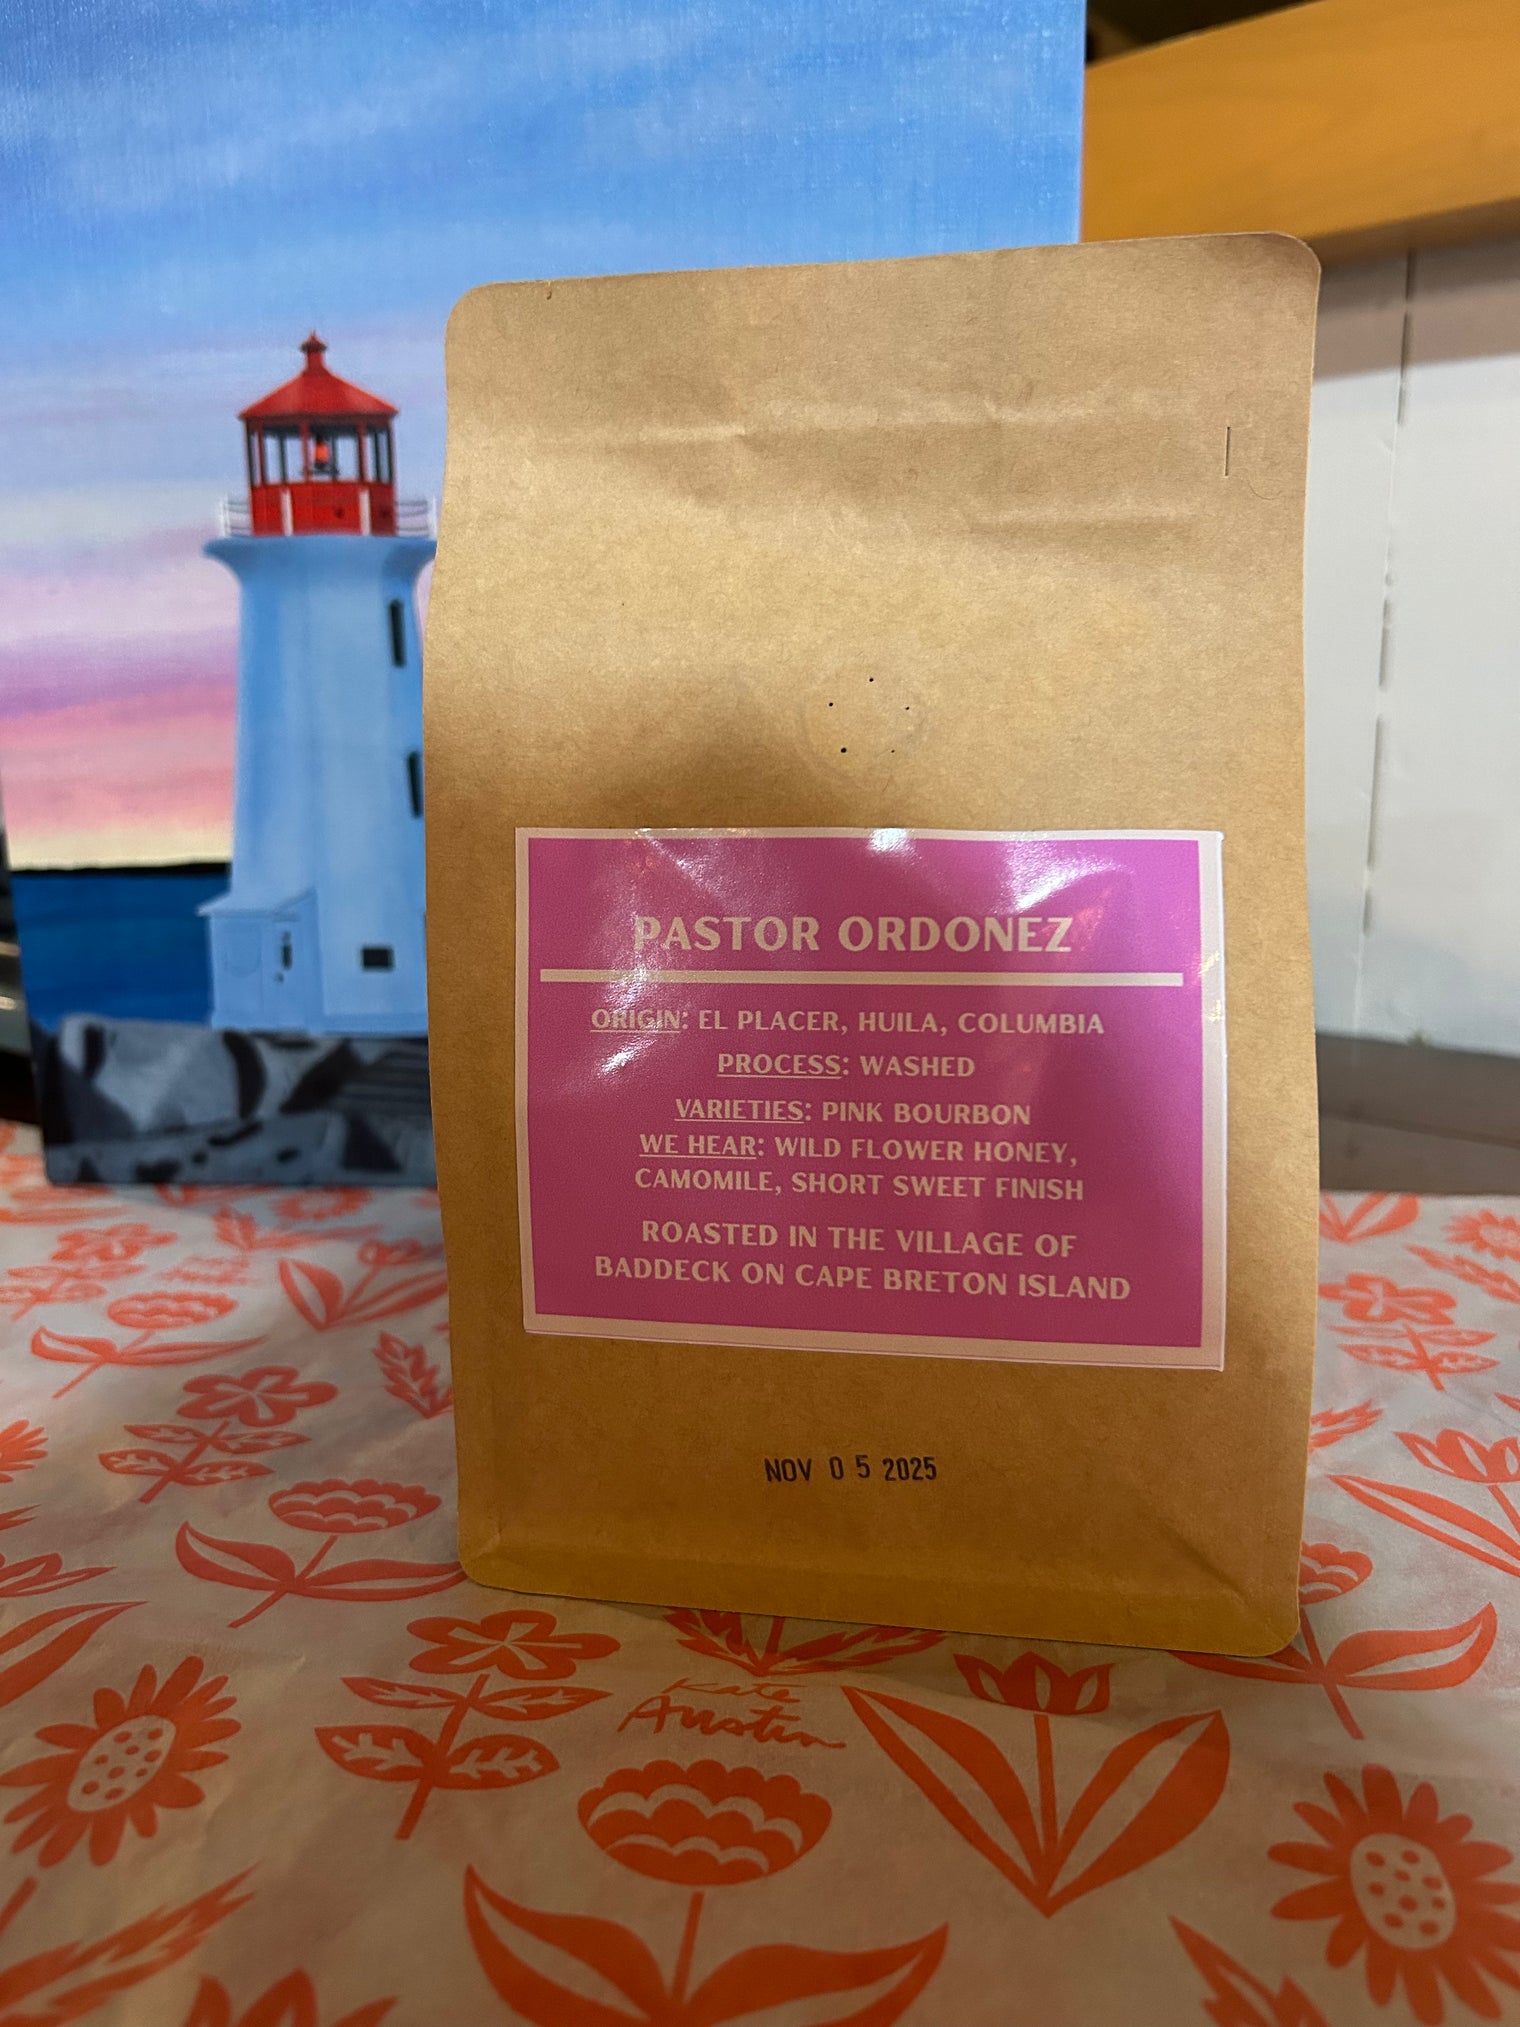 PASTOR ORDONEZ
ORIGIN: EL PLACER, HUILA, COLUMBIA
PROCESS: WASHED
VARIETIES: PINK BOURBON
WE HEAR: WILD FLOWER HONEY,
CAMOMILE, SHORT SWEET FINISH
ROASTED IN THE VILLAGE OF
BADDECK ON CAPE BRETON ISLAND
NOV 05 2025
Kate
Austin